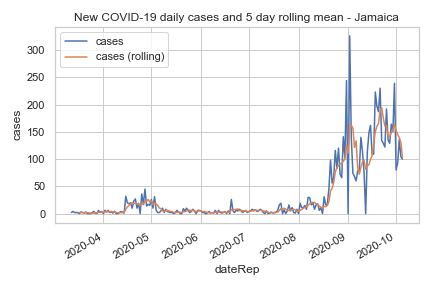 New COVID-19 daily cases and 5 day rolling mean - Jamaica
cases
cases (rolling)
300
250
200
150
100
50
0
cases
2020-04
2020-05
2020-06
2020-07
2020-08
2020-09
2020-10
dateRep